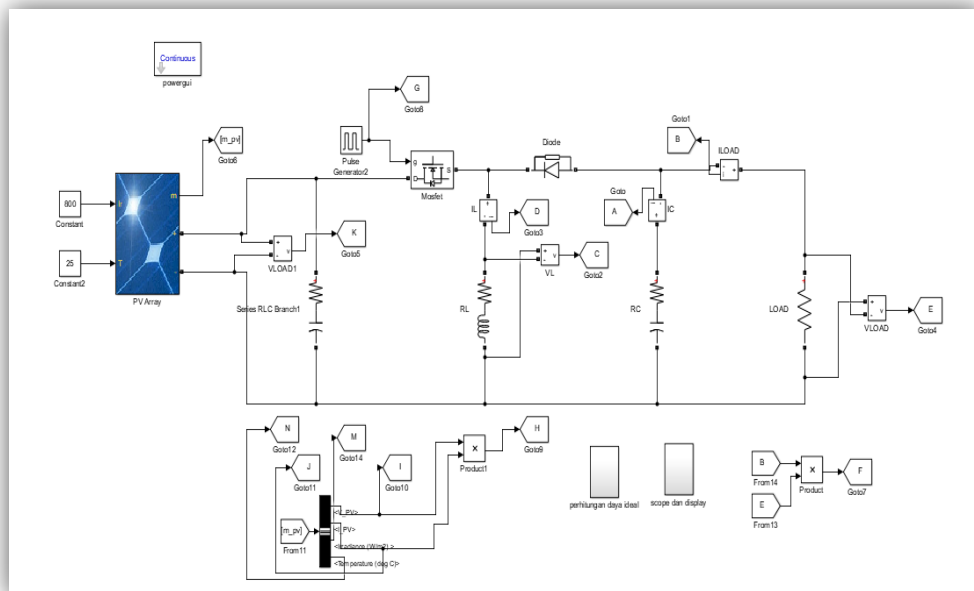 Continuous
powergui
G
Goto8
[m_pv]
Goto6
Pulse
Generator2
g
D
S
Mosfet
Diode
Goto1
B
ILOAD
800
Constant
Ir
m
25
Constant2
T
PV Array
VLOAD1
K
Goto5
IL
D
Goto3
VL
C
Goto2
Goto
A
IC
Series RLC Branch1
RL
RC
LOAD
VLOAD
E
Goto4
N
Goto12
M
Goto14
J
Goto11
I
Goto10
×
Product1
H
Goto9
[m_pv]
From11
<V_PV>
<I_PV>
<Irradiance (W/m2) >
<Temperature (deg C)>
perhitungan daya ideal
scope dan display
B
From14
E
From13
×
Product
F
Goto7